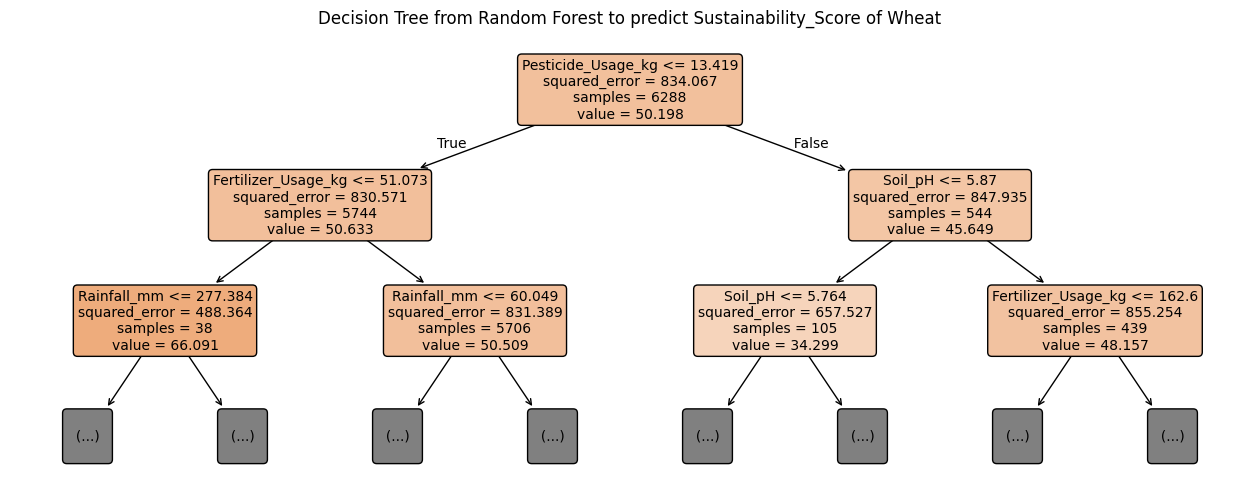 Decision Tree from Random Forest to predict Sustainability_Score of Wheat
Pesticide_Usage_kg <= 13.419
squared_error = 834.067
samples = 6288
value = 50.198
True
False
Fertilizer_Usage_kg <= 51.073
squared_error = 830.571
samples = 5744
value = 50.633
Soil_pH <= 5.87
squared_error = 847.935
samples = 544
value = 45.649
Rainfall_mm <= 277.384
squared_error = 488.364
samples = 38
value = 66.091
Rainfall_mm <= 60.049
squared_error = 831.389
samples = 5706
value = 50.509
Soil_pH <= 5.764
squared_error = 657.527
samples = 105
value = 34.299
Fertilizer_Usage_kg <= 162.6
squared_error = 855.254
samples = 439
value = 48.157
(...)
(...)
(...)
(...)
(...)
(...)
(...)
(...)